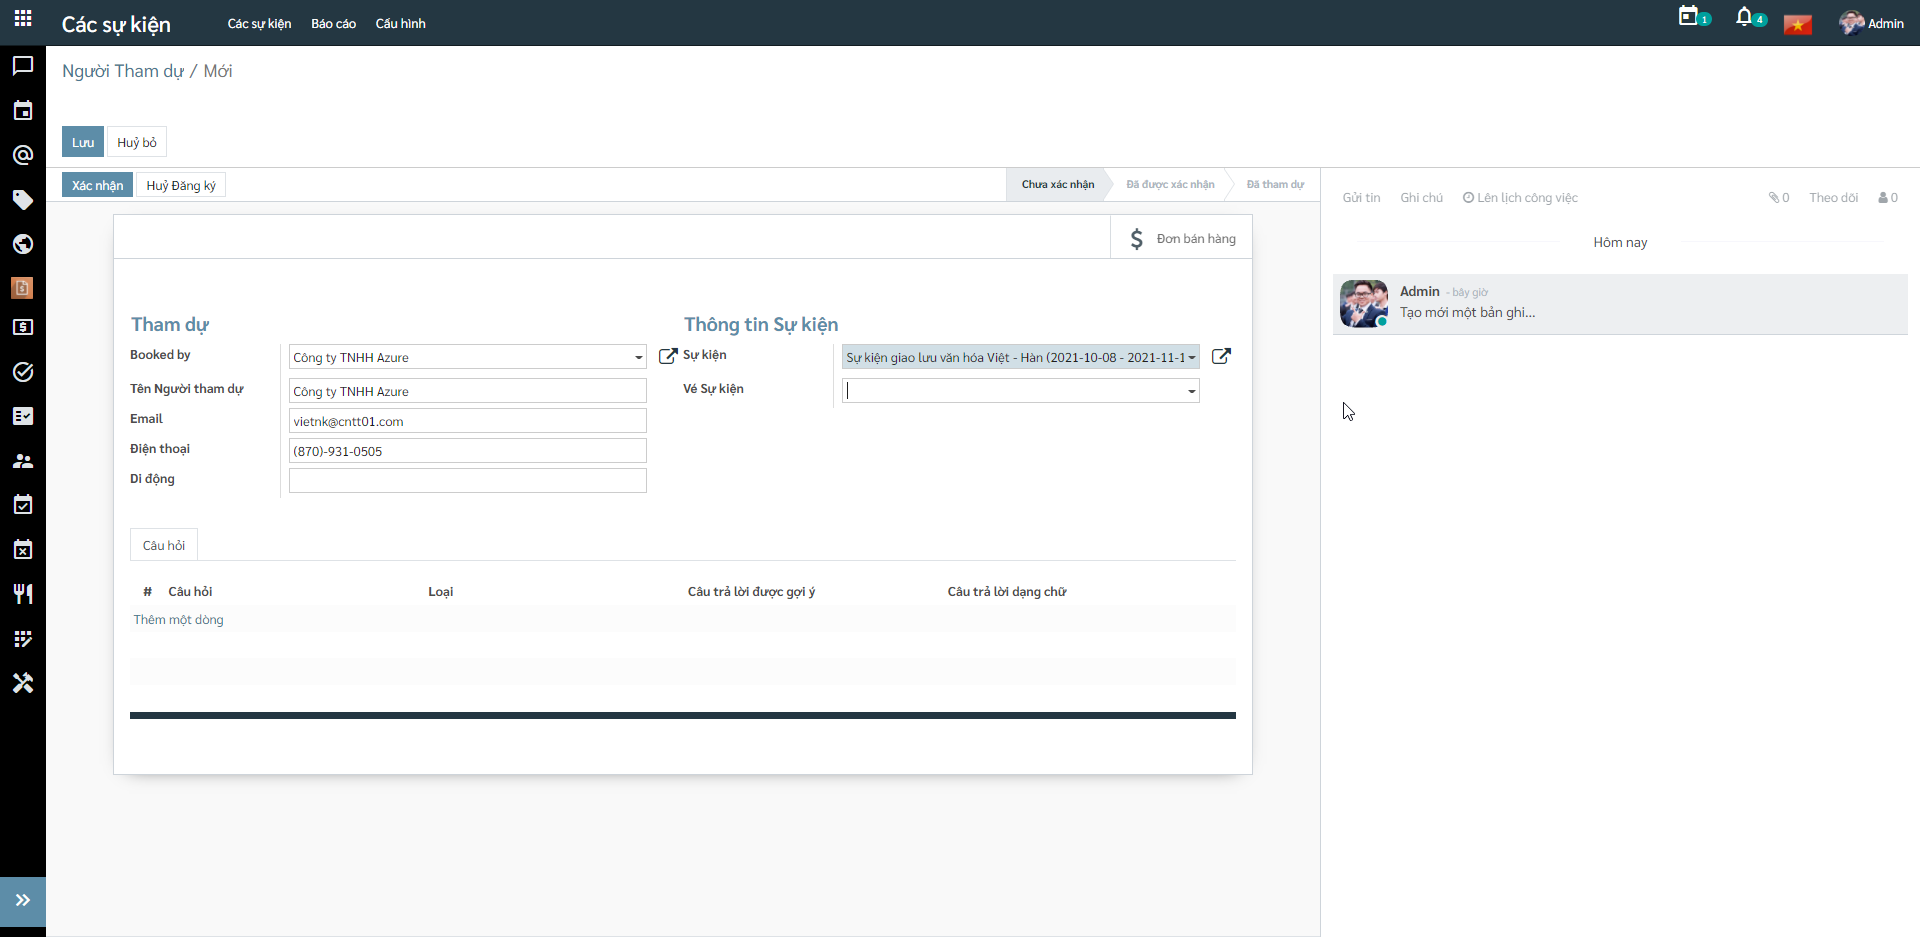 Các sự kiện
Các sự kiện Báo cáo Cấu hình
1
4
Admin
Người Tham dự / Mới
Lưu Huỷ bỏ
Xác nhận Huỷ Đăng ký
Chưa xác nhận Đã được xác nhận Đã tham dự
Đơn bán hàng
Tham dự
Booked by Công ty TNHH Azure
Tên Người tham dự Công ty TNHH Azure
Email vietnk@cntt01.com
Điện thoại (870)-931-0505
Di động
Thông tin Sự kiện
Sự kiện Sự kiện giao lưu văn hóa Việt - Hàn (2021-10-08 - 2021-11-1
Vé Sự kiện
Câu hỏi
# Câu hỏi Loại Câu trả lời được gợi ý Câu trả lời dạng chữ
Thêm một dòng
Gửi tin Ghi chú Lên lịch công việc 0 Theo dõi 0
Hôm nay
Admin - bây giờ
Tạo mới một bản ghi...